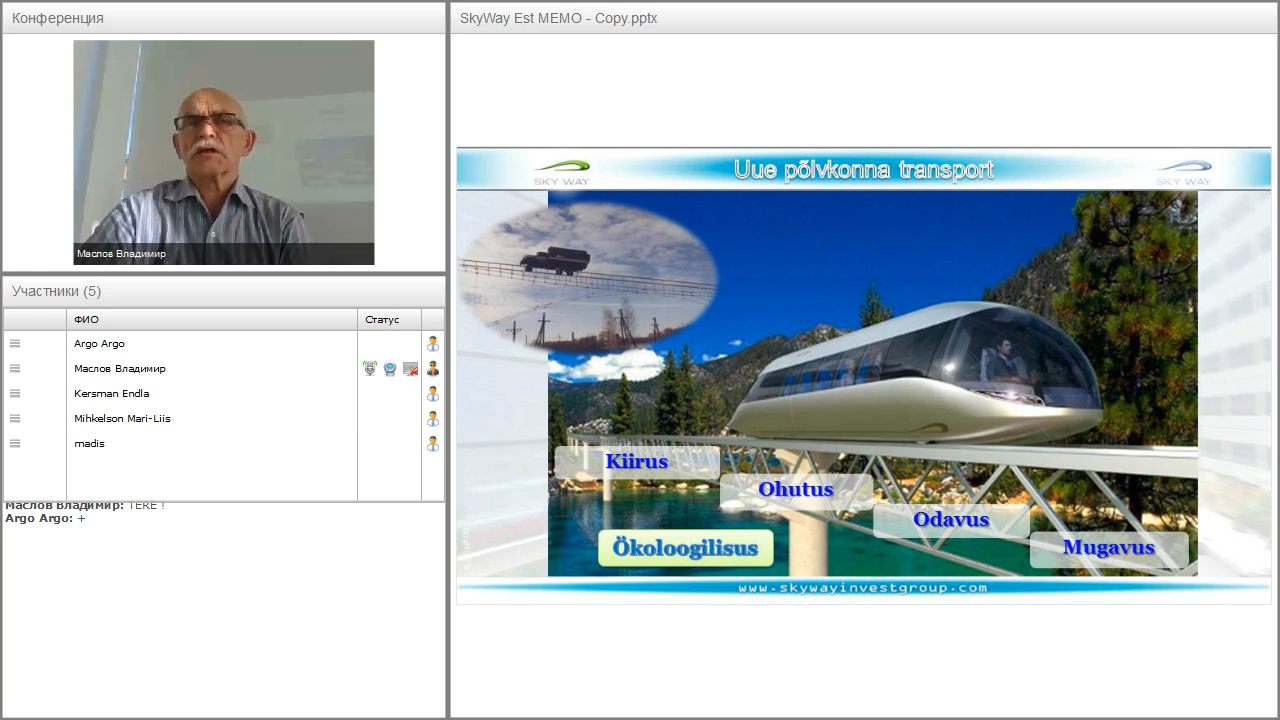 Конференция
Маслов Владимир
Участники (5)
ФИО
Статус
Argo Argo
Маслов Владимир
Kersman Endla
Mihkelson Mari-Liis
madis
Маслов Владимир: TERE !
Argo Argo: +
SkyWay Est MEMO - Copy.pptx
SKY WAY
Uue põlvkonna transport
SKY WAY
Kiirus
Ohutus
Odavus
Mugavus
Ökoloogilisus
www.skywayinvestgroup.com